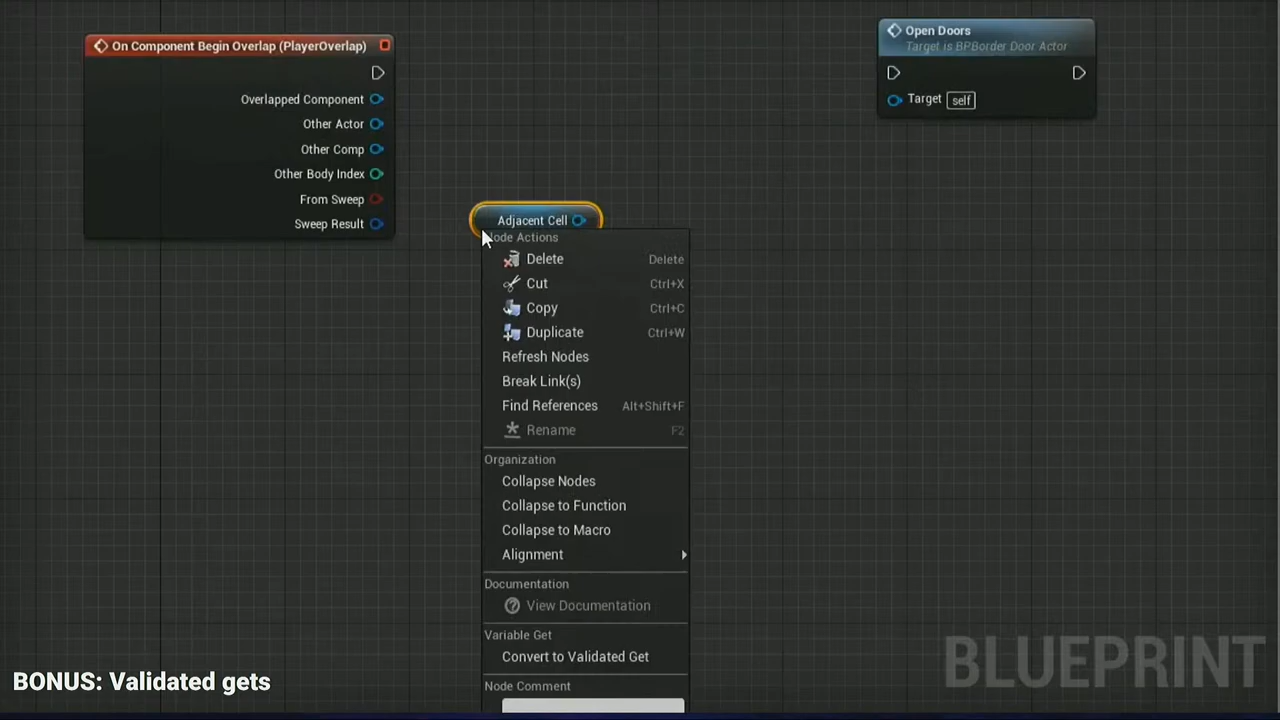 On Component Begin Overlap (PlayerOverlap)
Overlapped Component
Other Actor
Other Comp
Other Body Index
From Sweep
Sweep Result
Open Doors
Target is BPBorder Door Actor
Target self
Adjacent Cell
Node Actions
Delete Delete
Cut Ctrl+X
Copy Ctrl+C
Duplicate Ctrl+W
Refresh Nodes
Break Link(s)
Find References Alt+Shift+F
Rename F2
Organization
Collapse Nodes
Collapse to Function
Collapse to Macro
Alignment
Documentation
View Documentation
Variable Get
Convert to Validated Get
Node Comment
BONUS: Validated gets
BLUEPRINT